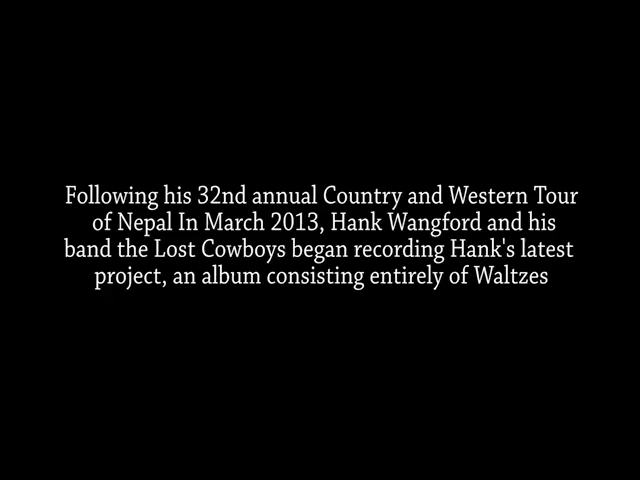 Following his 32nd annual Country and Western Tour
of Nepal In March 2013, Hank Wangford and his
band the Lost Cowboys began recording Hank's latest
project, an album consisting entirely of Waltzes